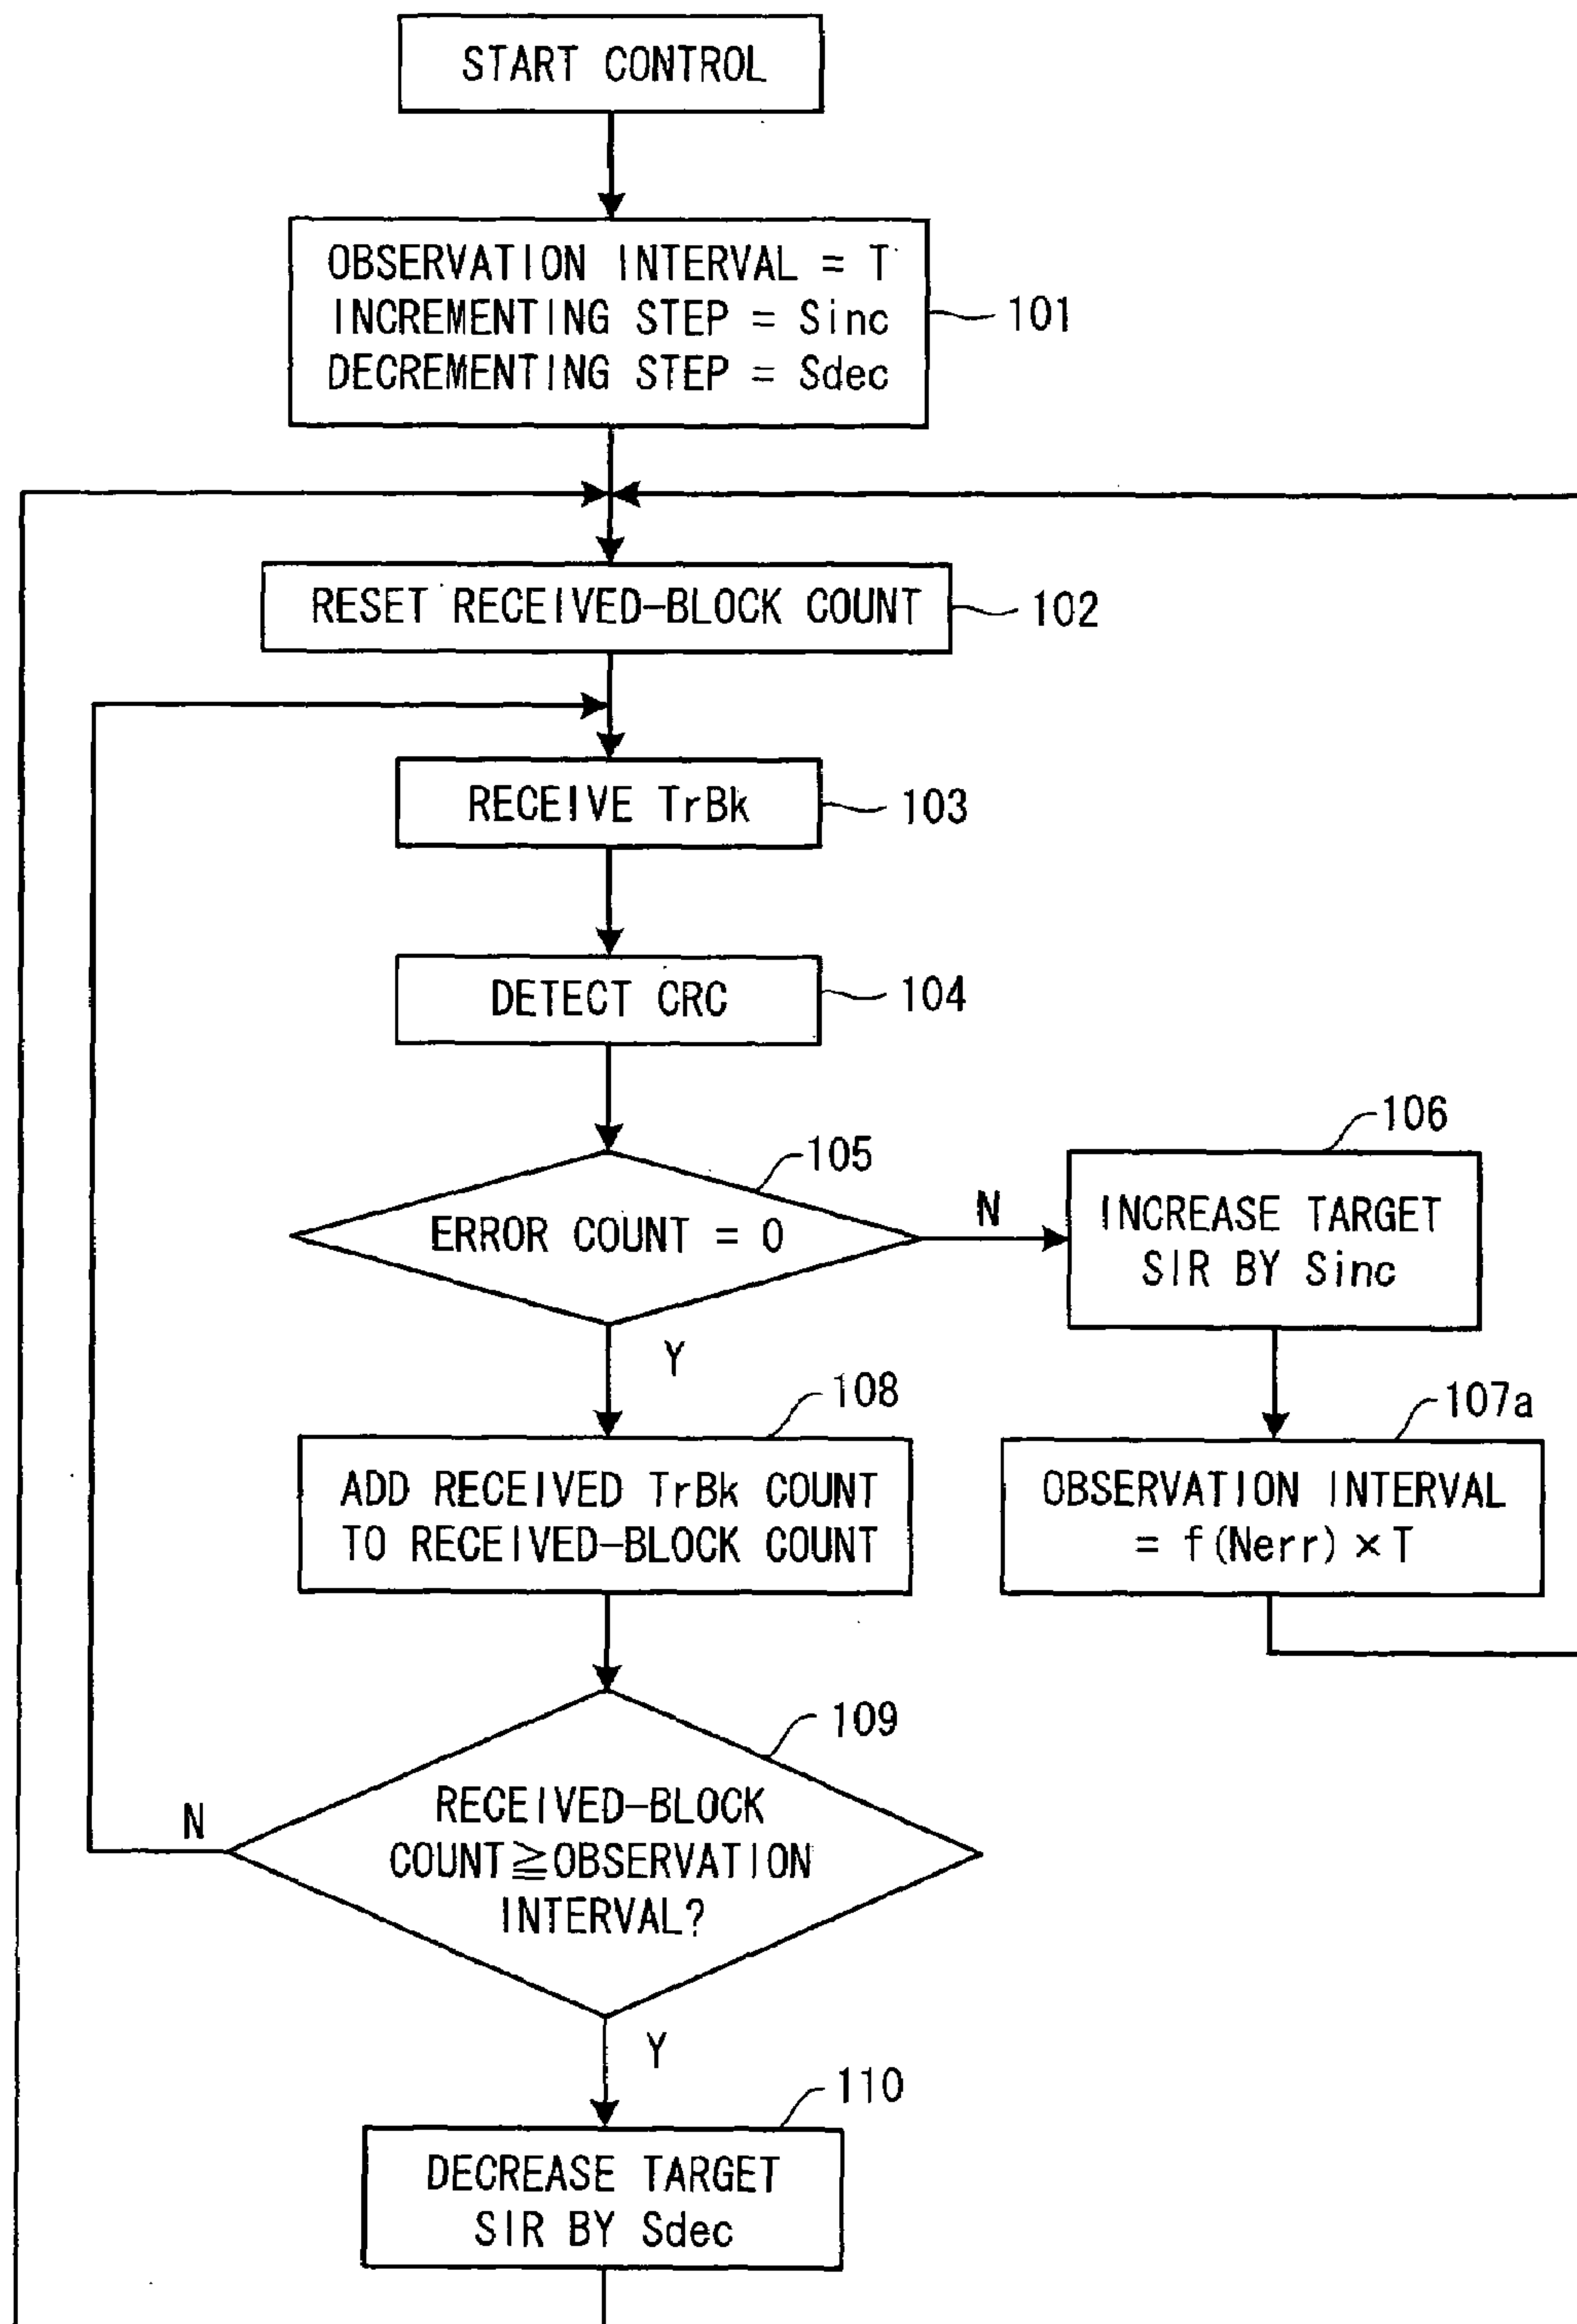 START CONTROL
OBSERVATION INTERVAL = T
INCREMENTING STEP = Sinc
DECREMENTING STEP = Sdec
101
RESET RECEIVED-BLOCK COUNT
102
RECEIVE TrBk
103
DETECT CRC
104
105
ERROR COUNT = 0
N
Y
106
INCREASE TARGET
SIR BY Sinc
107a
OBSERVATION INTERVAL
= f(Nerr) × T
108
ADD RECEIVED TrBk COUNT
TO RECEIVED-BLOCK COUNT
109
RECEIVED-BLOCK
COUNT≧OBSERVATION
INTERVAL?
N
Y
110
DECREASE TARGET
SIR BY Sdec